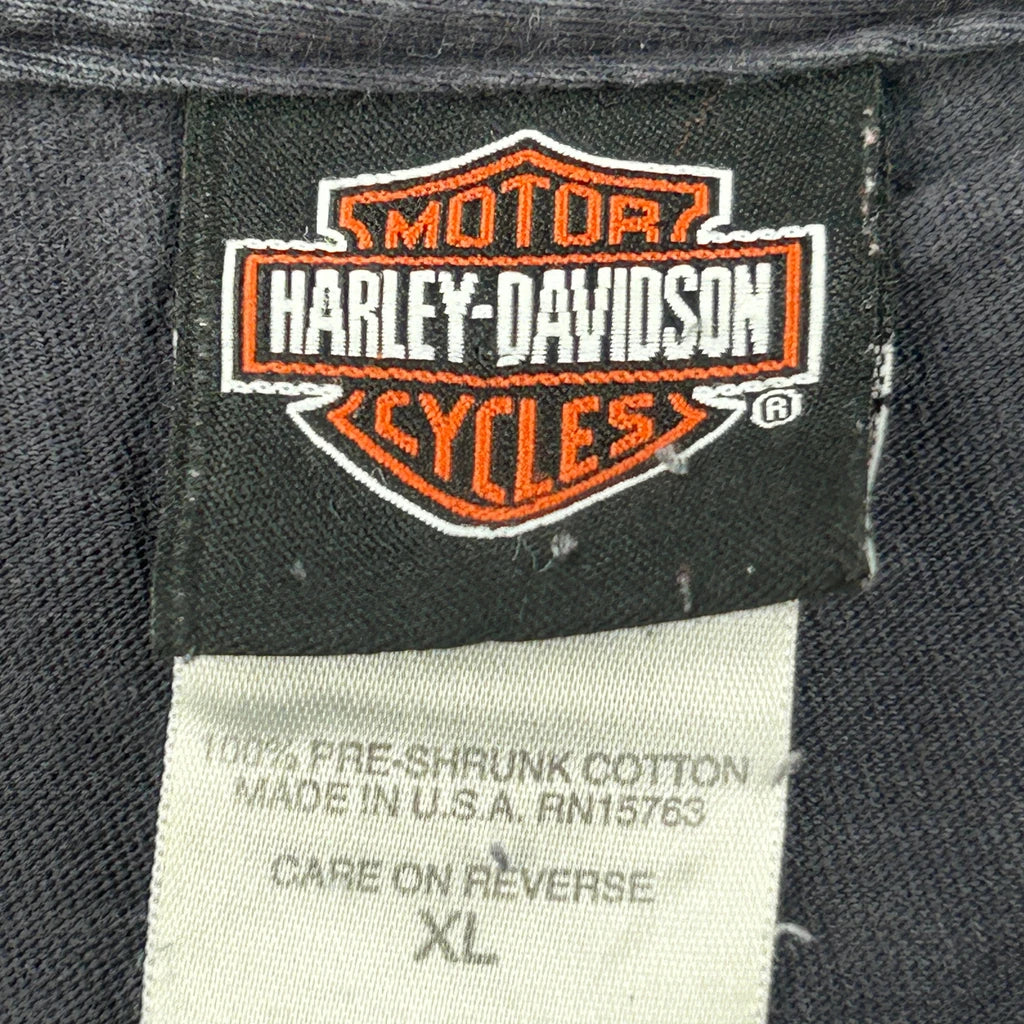 MOTOR
HARLEY-DAVIDSON
CYCLES
®
100% PRE-SHRUNK COTTON
MADE IN U.S.A. RN15763
CARE ON REVERSE
XL